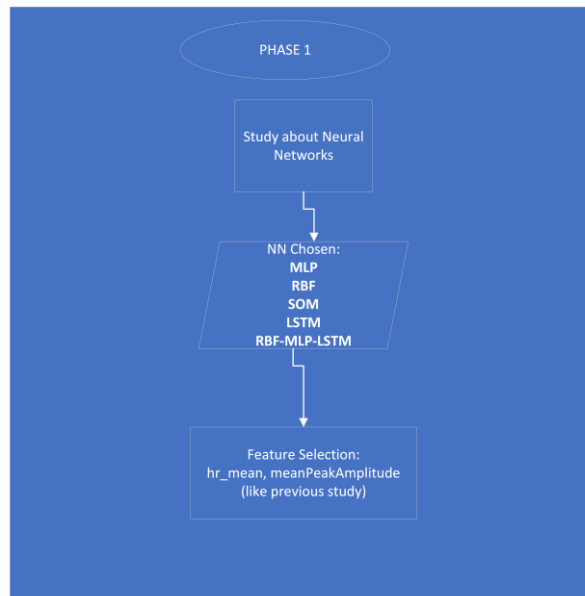 PHASE 1
Study about Neural
Networks
NN Chosen:
MLP
RBF
SOM
LSTM
RBF-MLP-LSTM
Feature Selection:
hr_mean, meanPeakAmplitude
(like previous study)